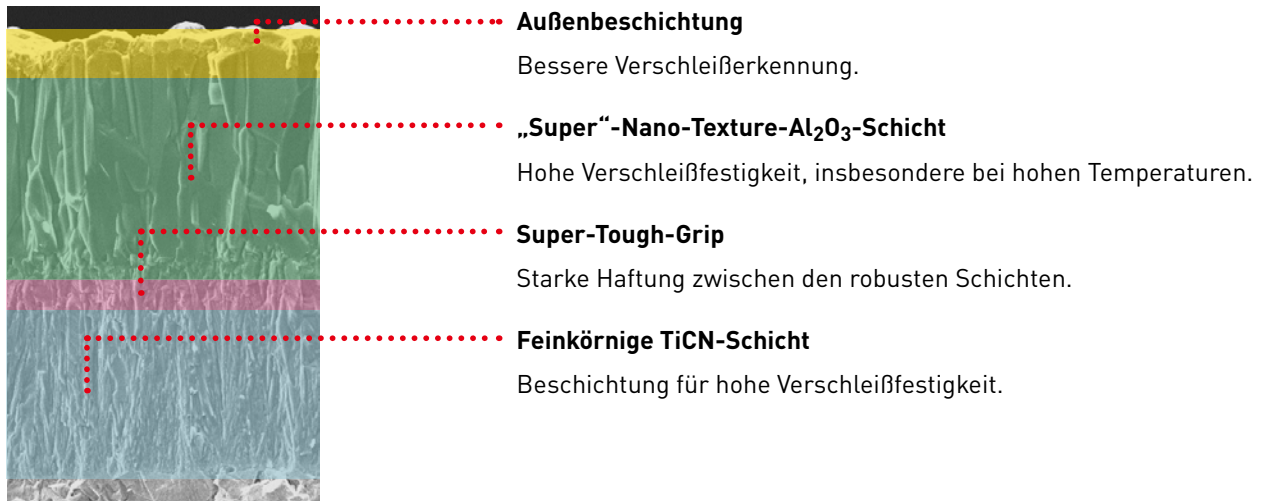 Außenbeschichtung
Bessere Verschleißerkennung.
„Super“-Nano-Texture-Al₂O₃-Schicht
Hohe Verschleißfestigkeit, insbesondere bei hohen Temperaturen.
Super-Tough-Grip
Starke Haftung zwischen den robusten Schichten.
Feinkörnige TiCN-Schicht
Beschichtung für hohe Verschleißfestigkeit.